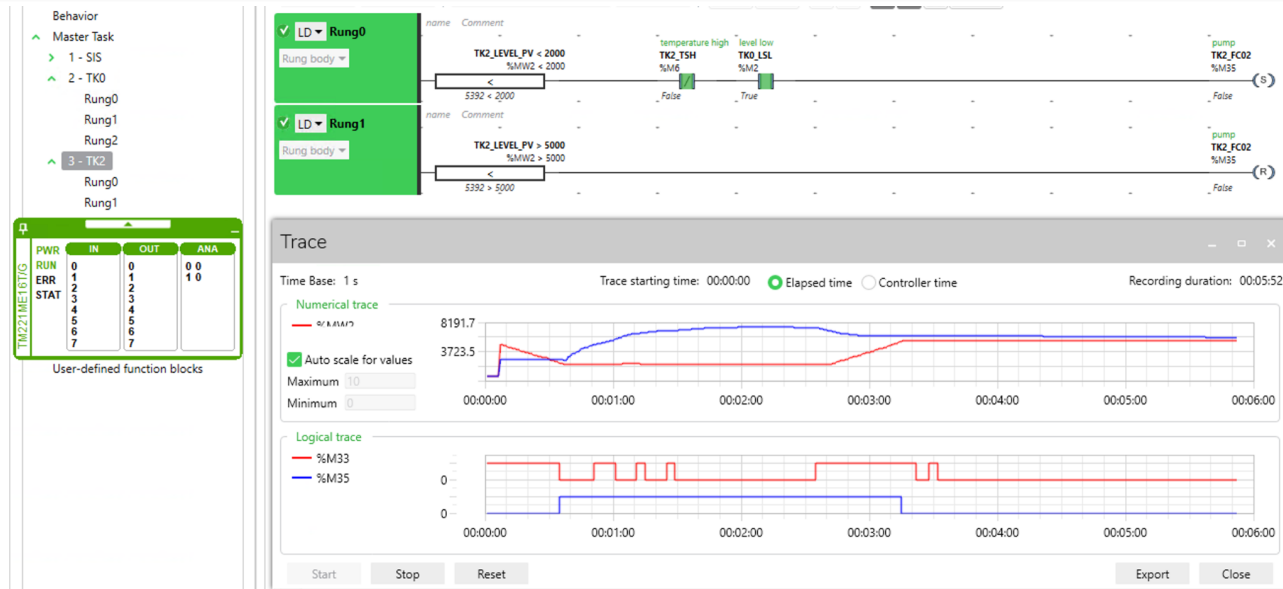 Behavior
Master Task
1 - SIS
2 - TK0
Rung0
Rung1
Rung2
3 - TK2
Rung0
Rung1
TM221ME16T/G
PWR
RUN
ERR
STAT
IN
0
1
2
3
4
5
6
7
OUT
0
1
2
3
4
5
6
7
ANA
0 0
1 0
User-defined function blocks
LD Rung0
Rung body
name Comment
TK2_LEVEL_PV < 2000
%MW2 < 2000
<
5392 < 2000
temperature high
TK2_TSH
%M6
/
False
level low
TK0_LSL
%M2
True
pump
TK2_FC02
%M35
S
False
LD Rung1
Rung body
name Comment
TK2_LEVEL_PV > 5000
%MW2 > 5000
<
5392 > 5000
pump
TK2_FC02
%M35
R
False
Trace
Time Base: 1 s
Trace starting time: 00:00:00
Elapsed time
Controller time
Recording duration: 00:05:52
Numerical trace
%MW2
Auto scale for values
Maximum 10
Minimum 0
8191.7
3723.5
00:00:00 00:01:00 00:02:00 00:03:00 00:04:00 00:05:00 00:06:00
Logical trace
%M33
%M35
0
0
00:00:00 00:01:00 00:02:00 00:03:00 00:04:00 00:05:00 00:06:00
Start Stop Reset Export Close